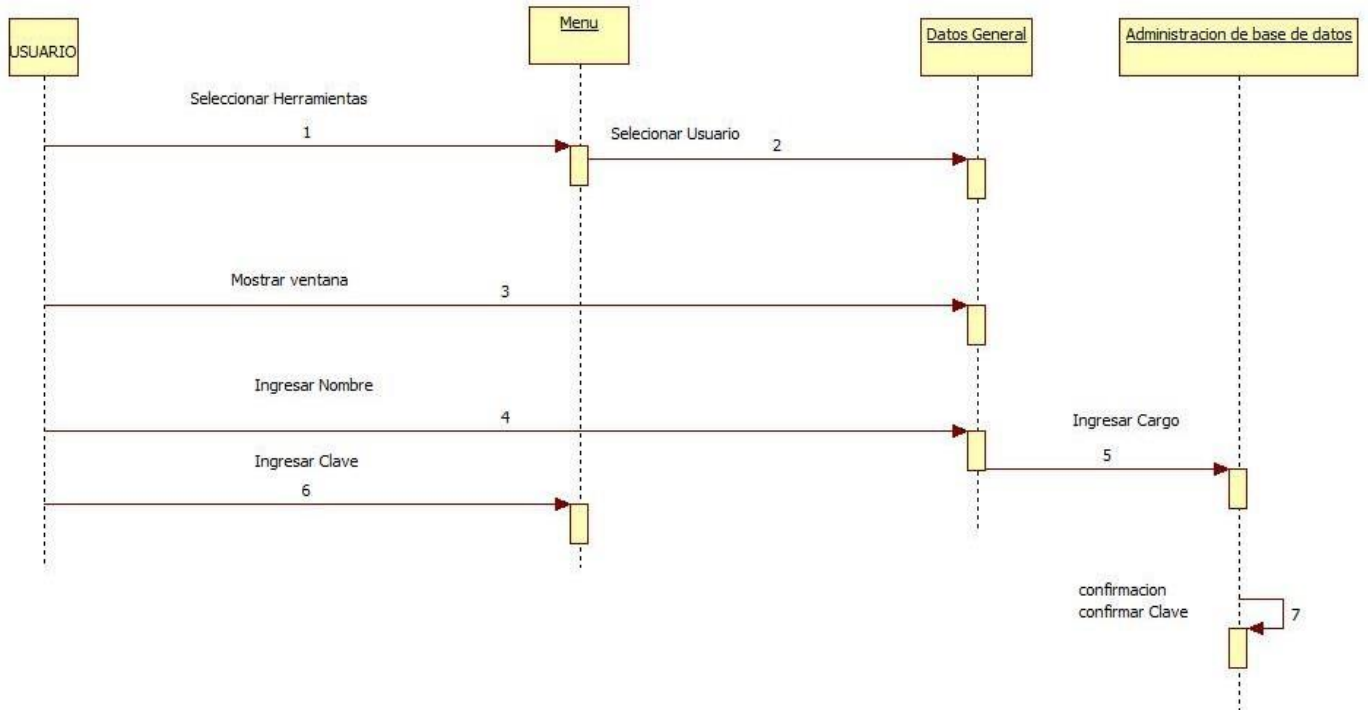 USUARIO
Menu
Datos General
Administracion de base de datos
Seleccionar Herramientas
1
Selecionar Usuario
2
Mostrar ventana
3
Ingresar Nombre
4
Ingresar Cargo
5
Ingresar Clave
6
confirmacion
confirmar Clave
7